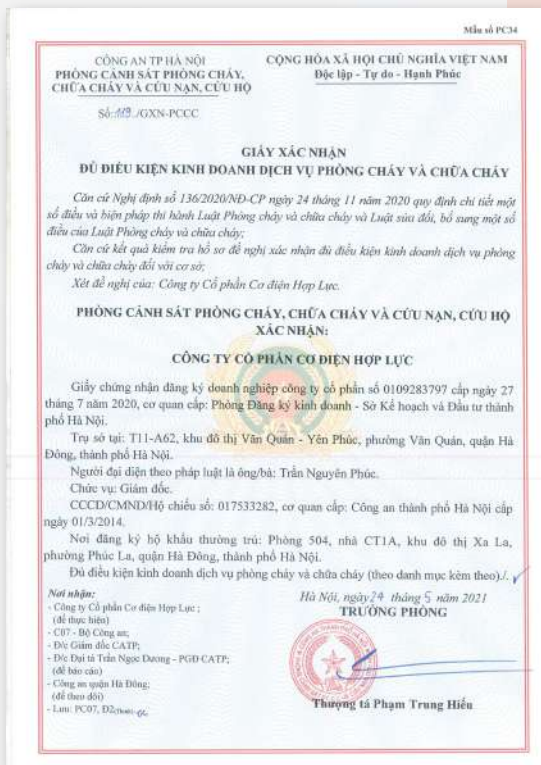 Mẫu số PC34
CÔNG AN TP HÀ NỘI
PHÒNG CẢNH SÁT PHÒNG CHÁY,
CHỮA CHÁY VÀ CỨU NẠN, CỨU HỘ
Số: 119 /GXN-PCCC
CỘNG HÒA XÃ HỘI CHỦ NGHĨA VIỆT NAM
Độc lập - Tự do - Hạnh Phúc
GIẤY XÁC NHẬN
ĐỦ ĐIỀU KIỆN KINH DOANH DỊCH VỤ PHÒNG CHÁY VÀ CHỮA CHÁY
Căn cứ Nghị định số 136/2020/NĐ-CP ngày 24 tháng 11 năm 2020 quy định chi tiết một
số điều và biện pháp thi hành Luật Phòng cháy và chữa cháy và Luật sửa đổi, bổ sung một số
điều của Luật Phòng cháy và chữa cháy;
Căn cứ kết quả kiểm tra hồ sơ đề nghị xác nhận đủ điều kiện kinh doanh dịch vụ phòng
cháy và chữa cháy đối với cơ sở;
Xét đề nghị của: Công ty Cổ phần Cơ điện Hợp Lực.
PHÒNG CẢNH SÁT PHÒNG CHÁY, CHỮA CHÁY VÀ CỨU NẠN, CỨU HỘ
XÁC NHẬN:
CÔNG TY CỔ PHẦN CƠ ĐIỆN HỢP LỰC
Giấy chứng nhận đăng ký doanh nghiệp công ty cổ phần số 0109283797 cấp ngày 27
tháng 7 năm 2020, cơ quan cấp: Phòng Đăng ký kinh doanh - Sở Kế hoạch và Đầu tư thành
phố Hà Nội.
Trụ sở tại: T11-A62, khu đô thị Văn Quán - Yên Phúc, phường Văn Quán, quận Hà
Đông, thành phố Hà Nội.
Người đại diện theo pháp luật là ông/bà: Trần Nguyên Phúc.
Chức vụ: Giám đốc.
CCCD/CMND/Hộ chiếu số: 017533282, cơ quan cấp: Công an thành phố Hà Nội cấp
ngày 01/3/2014.
Nơi đăng ký hộ khẩu thường trú: Phòng 504, nhà CT1A, khu đô thị Xa La,
phường Phúc La, quận Hà Đông, thành phố Hà Nội.
Đủ điều kiện kinh doanh dịch vụ phòng cháy và chữa cháy (theo danh mục kèm theo)./.
Nơi nhận:
- Công ty Cổ phần Cơ điện Hợp Lực ;
(để thực hiện)
- C07 - Bộ Công an;
- Đ/c Giám đốc CATP;
- Đ/c Đại tá Trần Ngọc Dương - PGĐ CATP;
(để báo cáo)
- Công an quận Hà Đông;
(để theo dõi)
- Lưu: PC07, Đ2
Hà Nội, ngày 24 tháng 5 năm 2021
TRƯỞNG PHÒNG
Thượng tá Phạm Trung Hiếu